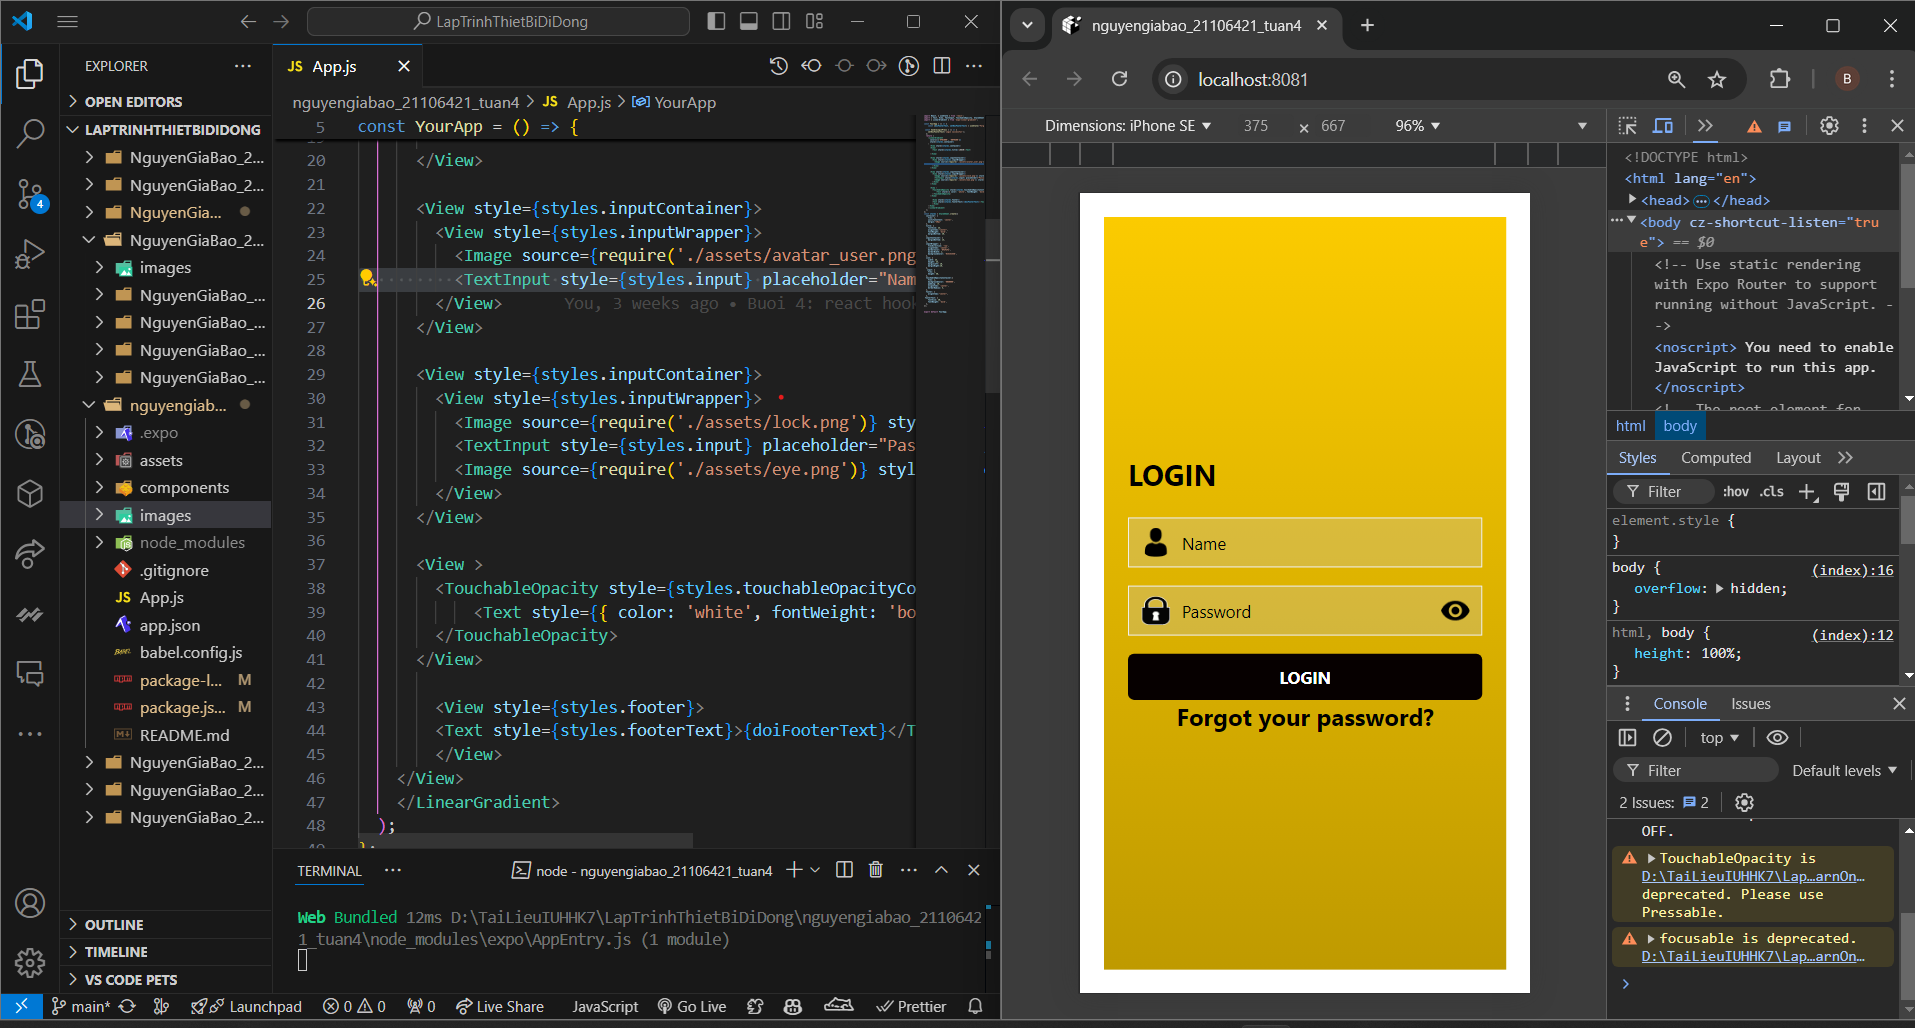 LapTrinhThietBiDiDong
EXPLORER
OPEN EDITORS
LAPTRINHTHIETBIDIDONG
NguyenGiaBao_2...
NguyenGiaBao_2...
NguyenGia...
NguyenGiaBao_2...
images
NguyenGiaBao_...
NguyenGiaBao_...
NguyenGiaBao_...
NguyenGiaBao_...
nguyengiab...
.expo
assets
components
images
node_modules
.gitignore
JS App.js
app.json
babel.config.js
package-l... M
package.js... M
README.md
NguyenGiaBao_2...
NguyenGiaBao_2...
NguyenGiaBao_2...
OUTLINE
TIMELINE
VS CODE PETS
4
JS App.js
nguyengiabao_21106421_tuan4 > JS App.js > YourApp
5 const YourApp = () => {
20 </View>
21
22 <View style={styles.inputContainer}>
23 <View style={styles.inputWrapper}>
24 <Image source={require('./assets/avatar_user.png
25 <TextInput style={styles.input} placeholder="Nam
26 </View> You, 3 weeks ago • Buoi 4: react hook
27 </View>
28
29 <View style={styles.inputContainer}>
30 <View style={styles.inputWrapper}>
31 <Image source={require('./assets/lock.png')} sty
32 <TextInput style={styles.input} placeholder="Pas
33 <Image source={require('./assets/eye.png')} styl
34 </View>
35 </View>
36
37 <View >
38 <TouchableOpacity style={styles.touchableOpacityCo
39 <Text style={{ color: 'white', fontWeight: 'bo
40 </TouchableOpacity>
41 </View>
42
43 <View style={styles.footer}>
44 <Text style={styles.footerText}>{doiFooterText}</T
45 </View>
46 </View>
47 </LinearGradient>
48 );
TERMINAL
node - nguyengiabao_21106421_tuan4
Web Bundled 12ms D:\TaiLieuIUHHK7\LapTrinhThietBiDiDong\nguyengiabao_2110642
1_tuan4\node_modules\expo\AppEntry.js (1 module)
main* Launchpad 0 0 0 Live Share JavaScript Go Live Prettier
nguyengiabao_21106421_tuan4
localhost:8081
B
Dimensions: iPhone SE 375 × 667 96%
LOGIN
Name
Password
LOGIN
Forgot your password?
<!DOCTYPE html>
<html lang="en">
<head> </head>
<body cz-shortcut-listen="tru
e"> == $0
<!-- Use static rendering
with Expo Router to support
running without JavaScript. -
->
<noscript> You need to enable
JavaScript to run this app.
</noscript>
<!-- The root element for
html body
Styles Computed Layout
Filter :hov .cls
element.style {
}
body { (index):16
overflow: hidden;
}
html, body { (index):12
height: 100%;
}
Console Issues
top
Filter Default levels
2 Issues: 2
OFF.
TouchableOpacity is
D:\TaiLieuIUHHK7\Lap…arnOn…
deprecated. Please use
Pressable.
focusable is deprecated.
D:\TaiLieuIUHHK7\Lap…arnOn…